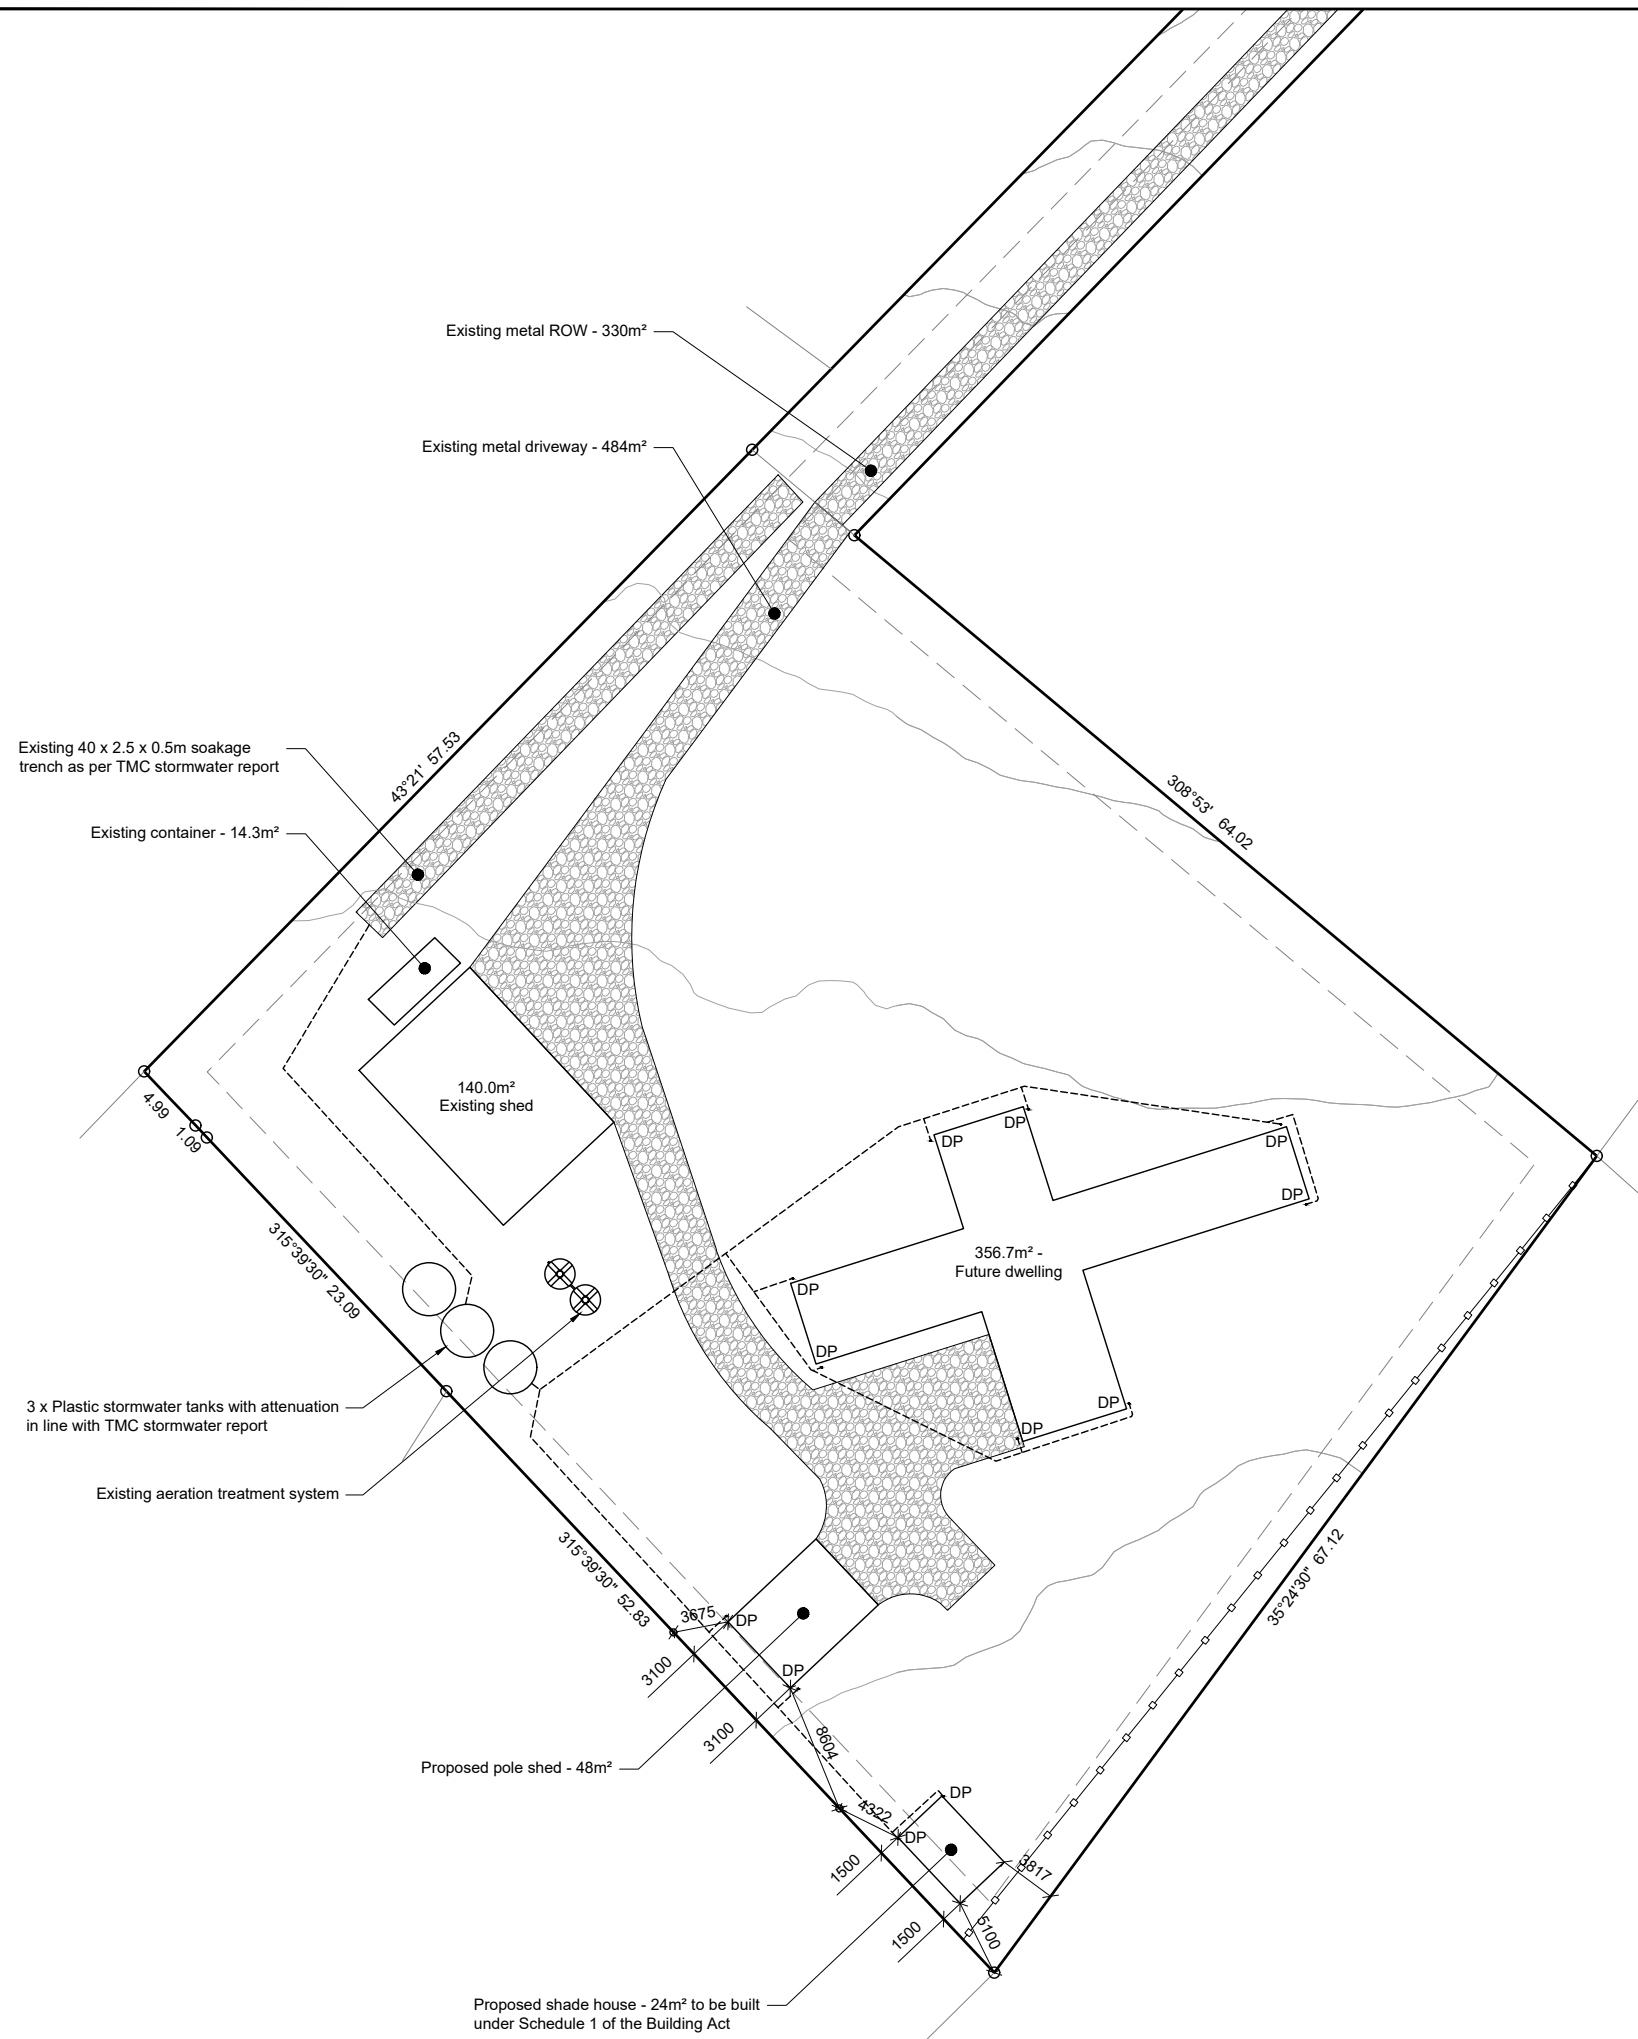 Existing metal ROW - 330m²
Existing metal driveway - 484m²
43°21' 57.53
Existing 40 x 2.5 x 0.5m soakage
trench as per TMC stormwater report
308°53' 64.02
Existing container - 14.3m²
140.0m²
Existing shed
4.99
1.09
DP
DP
DP
DP
315°39'30" 23.09
356.7m² -
Future dwelling
DP
DP
3 x Plastic stormwater tanks with attenuation
in line with TMC stormwater report
DP
DP
Existing aeration treatment system
315°39'30" 52.83
35°24'30" 67.12
3675
DP
3100
DP
3100
8604
Proposed pole shed - 48m²
DP
4322
DP
1500
3817
1500
5100
Proposed shade house - 24m² to be built
under Schedule 1 of the Building Act